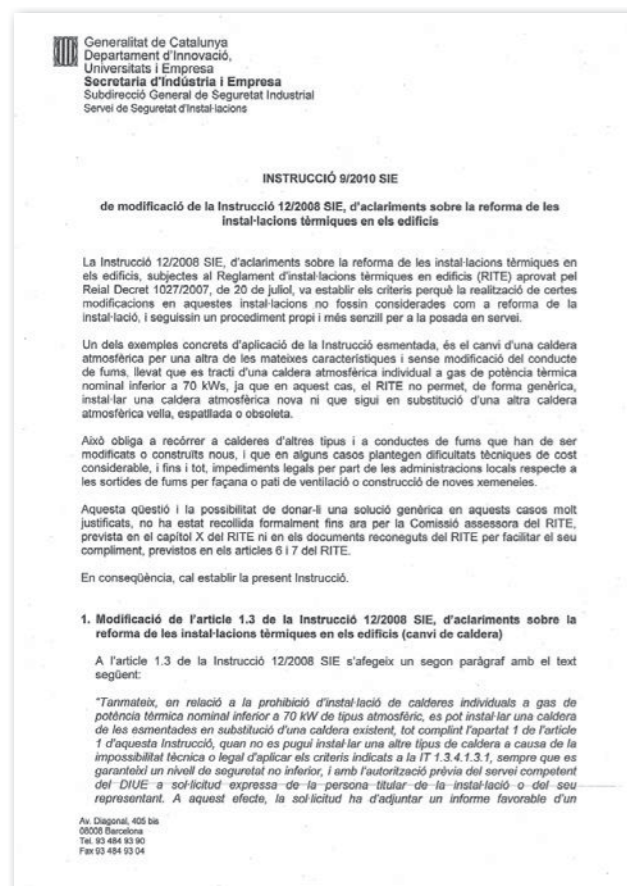 Generalitat de Catalunya
Departament d'Innovació,
Universitats i Empresa
Secretaria d'Indústria i Empresa
Subdirecció General de Seguretat Industrial
Servei de Seguretat d'Instal·lacions
INSTRUCCIÓ 9/2010 SIE
de modificació de la Instrucció 12/2008 SIE, d'aclariments sobre la reforma de les
instal·lacions tèrmiques en els edificis
La Instrucció 12/2008 SIE, d'aclariments sobre la reforma de les instal·lacions tèrmiques en
els edificis, subjectes al Reglament d'instal·lacions tèrmiques en edificis (RITE) aprovat pel
Reial Decret 1027/2007, de 20 de juliol, va establir els criteris perquè la realització de certes
modificacions en aquestes instal·lacions no fossin considerades com a reforma de la
instal·lació, i seguissin un procediment propi i més senzill per a la posada en servei.
Un dels exemples concrets d'aplicació de la Instrucció esmentada, és el canvi d'una caldera
atmosfèrica per una altra de les mateixes característiques i sense modificació del conducte
de fums, llevat que es tracti d'una caldera atmosfèrica individual a gas de potència tèrmica
nominal inferior a 70 kWs, ja que en aquest cas, el RITE no permet, de forma genèrica,
instal·lar una caldera atmosfèrica nova ni que sigui en substitució d'una altra caldera
atmosfèrica vella, espatllada o obsoleta.
Això obliga a recórrer a calderes d'altres tipus i a conductes de fums que han de ser
modificats o construïts nous, i que en alguns casos plantegen dificultats tècniques de cost
considerable, i fins i tot, impediments legals per part de les administracions locals respecte a
les sortides de fums per façana o pati de ventilació o construcció de noves xemeneies.
Aquesta qüestió i la possibilitat de donar-li una solució genèrica en aquests casos molt
justificats, no ha estat recollida formalment fins ara per la Comissió assessora del RITE,
prevista en el capítol X del RITE ni en els documents reconeguts del RITE per facilitar el seu
compliment, previstos en els articles 6 i 7 del RITE.
En conseqüència, cal establir la present Instrucció.
1. Modificació de l'article 1.3 de la Instrucció 12/2008 SIE, d'aclariments sobre la
reforma de les instal·lacions tèrmiques en els edificis (canvi de caldera)
A l'article 1.3 de la Instrucció 12/2008 SIE s'afegeix un segon paràgraf amb el text
següent:
"Tanmateix, en relació a la prohibició d'instal·lació de calderes individuals a gas de
potència tèrmica nominal inferior a 70 kW de tipus atmosfèric, es pot instal·lar una caldera
de les esmentades en substitució d'una caldera existent, tot complint l'apartat 1 de l'article
1 d'aquesta Instrucció, quan no es pugui instal·lar una altre tipus de caldera a causa de la
impossibilitat tècnica o legal d'aplicar els criteris indicats a la IT 1.3.4.1.3.1, sempre que es
garanteixi un nivell de seguretat no inferior, i amb l'autorització prèvia del servei competent
del DIUE a sol·licitud expressa de la persona titular de la instal·lació o del seu
representant. A aquest efecte, la sol·licitud ha d'adjuntar un informe favorable d'un
Av. Diagonal, 405 bis
08008 Barcelona
Tel. 93 484 93 90
Fax 93 484 93 04